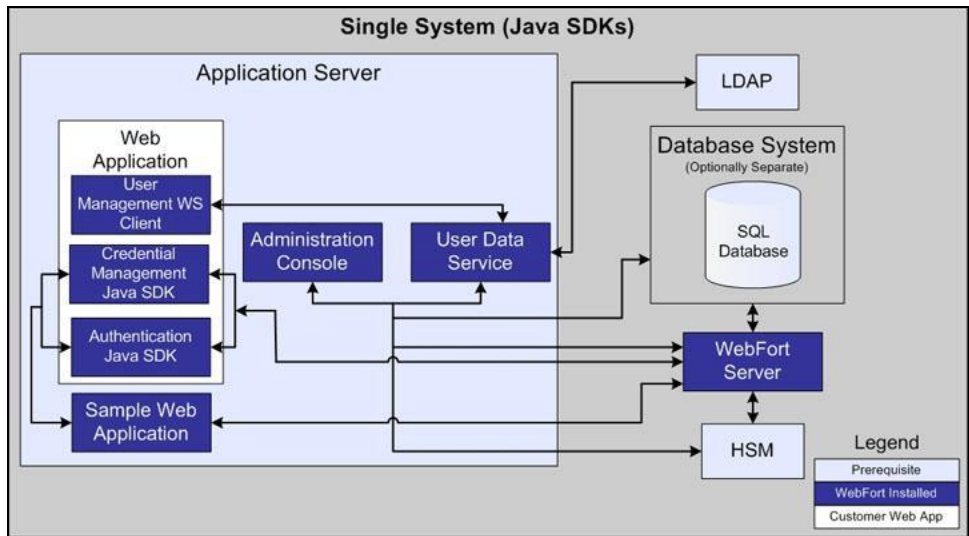 Single System (Java SDKs)
Application Server
Web
Application
User
Management WS
Client
Credential
Management
Java SDK
Authentication
Java SDK
Sample Web
Application
Administration
Console
User Data
Service
LDAP
Database System
(Optionally Separate)
SQL
Database
WebFort
Server
HSM
Legend
Prerequisite
WebFort Installed
Customer Web App